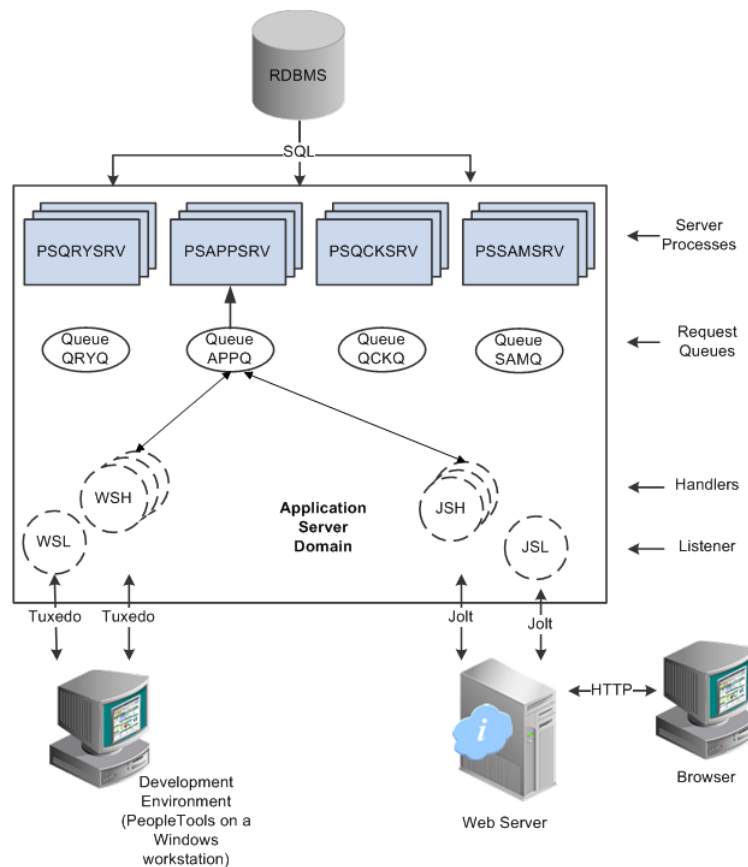 RDBMS
SQL
PSQRYSRV
PSAPPSRV
PSQCKSRV
PSSAMSRV
Server
Processes
Queue
QRYQ
Queue
APPQ
Queue
QCKQ
Queue
SAMQ
Request
Queues
WSH
JSH
Handlers
Application
Server
Domain
WSL
JSL
Listener
Tuxedo
Tuxedo
Jolt
Jolt
HTTP
Development
Environment
(PeopleTools on a
Windows
workstation)
Web Server
Browser